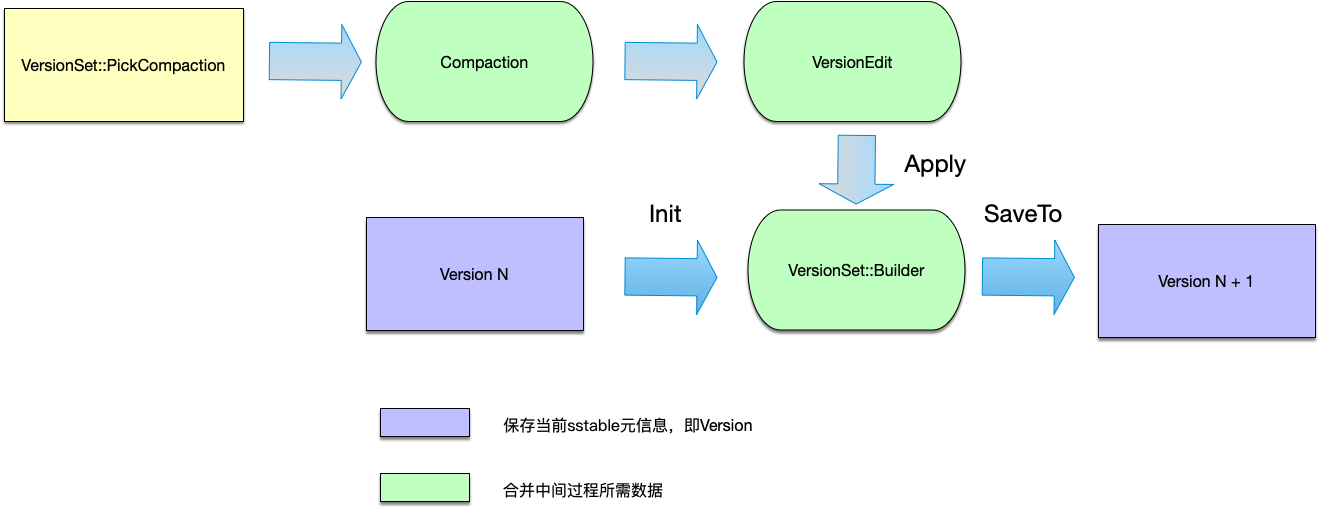 VersionSet::PickCompaction
Compaction
VersionEdit
Apply
Version N
Init
VersionSet::Builder
SaveTo
Version N + 1
保存当前sstable元信息，即Version
合并中间过程所需数据